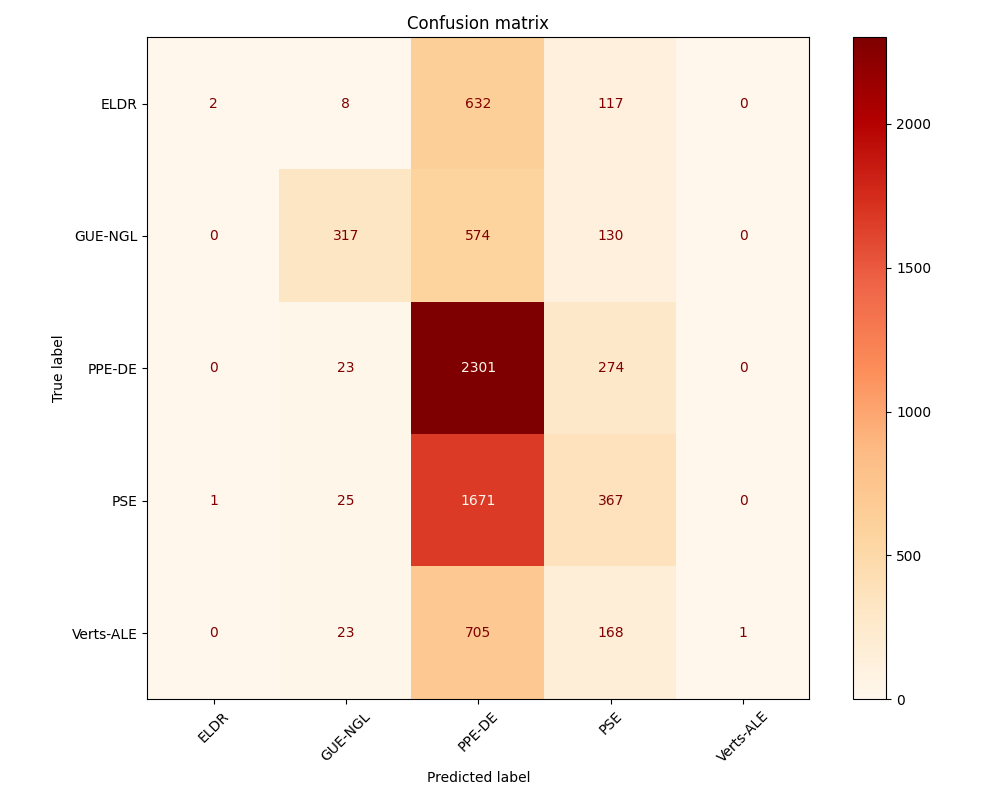 Confusion matrix
ELDR 2 8 632 117 0
GUE-NGL 0 317 574 130 0
PPE-DE 0 23 2301 274 0
PSE 1 25 1671 367 0
Verts-ALE 0 23 705 168 1
ELDR GUE-NGL PPE-DE PSE Verts-ALE
Predicted label
True label
2000
1500
1000
500
0